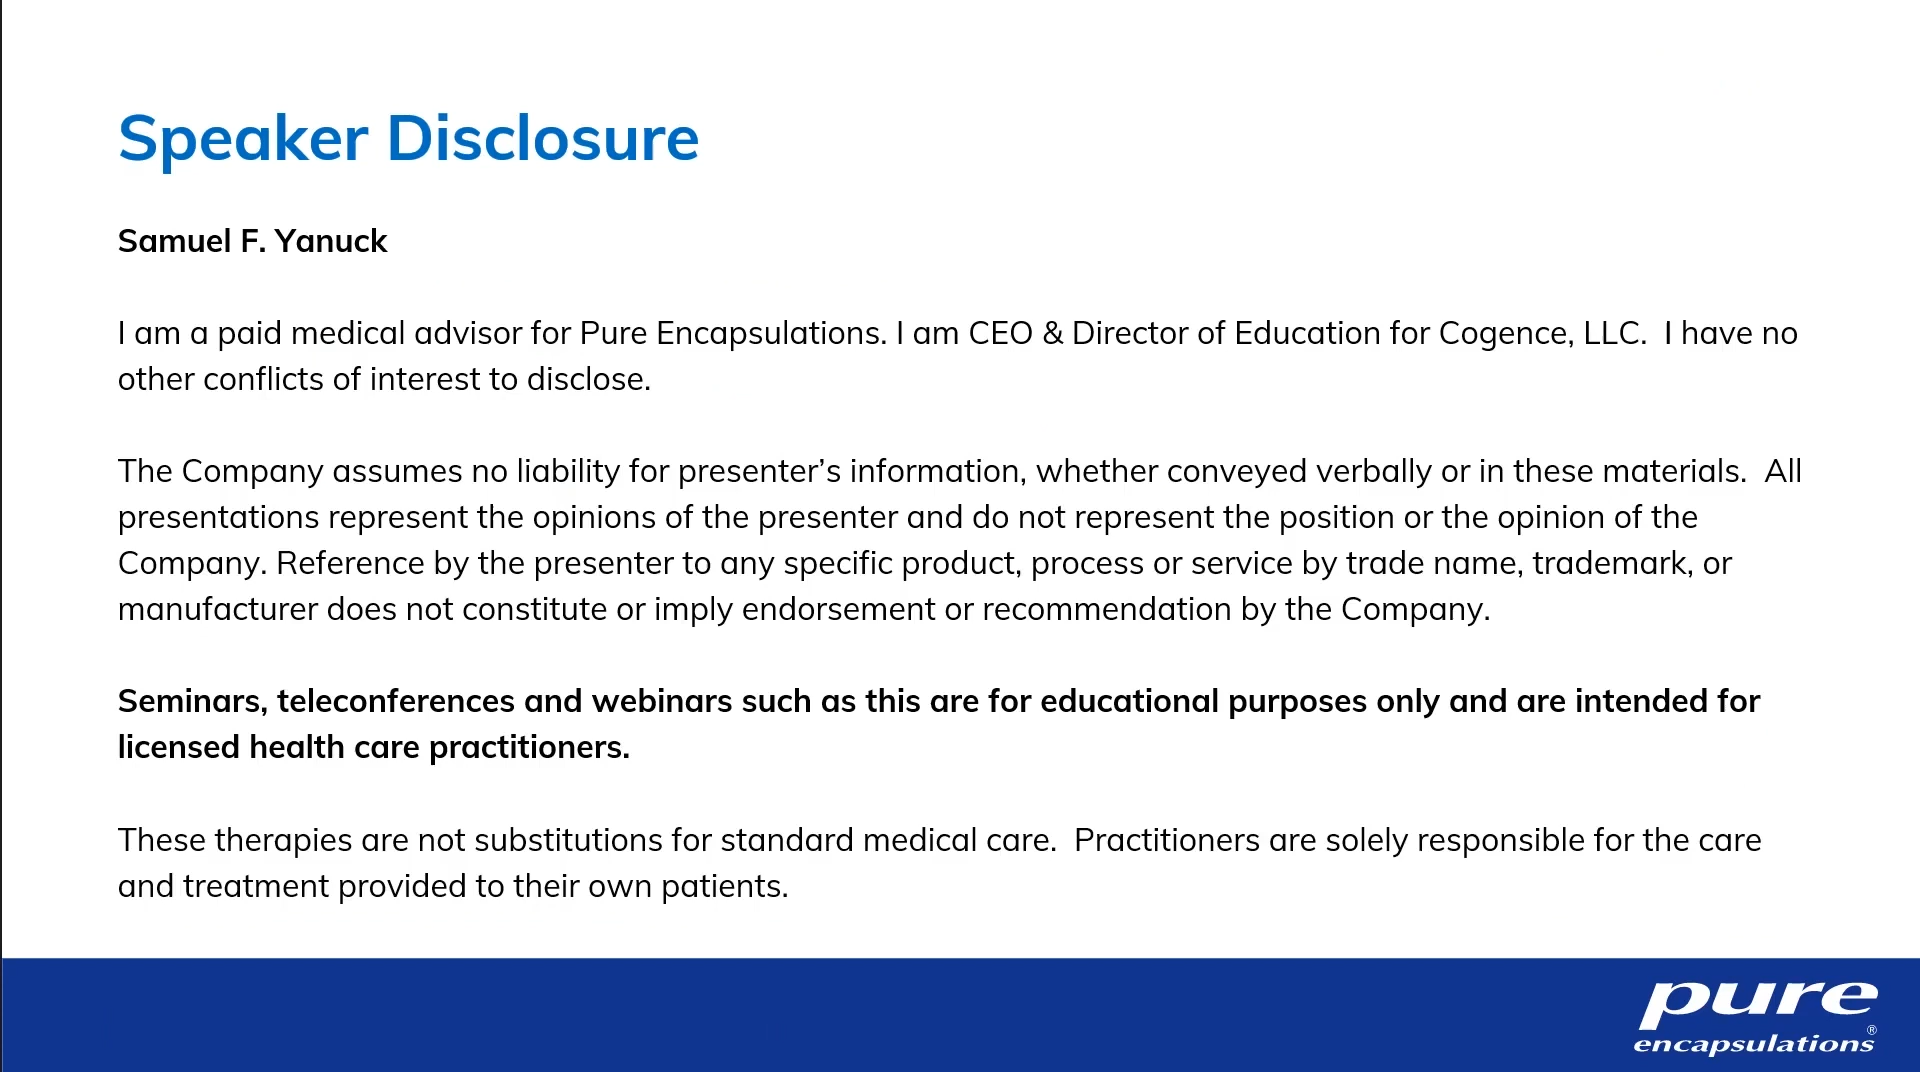 Speaker Disclosure
Samuel F. Yanuck
I am a paid medical advisor for Pure Encapsulations. I am CEO & Director of Education for Cogence, LLC.  I have no
other conflicts of interest to disclose.
The Company assumes no liability for presenter’s information, whether conveyed verbally or in these materials.  All
presentations represent the opinions of the presenter and do not represent the position or the opinion of the
Company. Reference by the presenter to any specific product, process or service by trade name, trademark, or
manufacturer does not constitute or imply endorsement or recommendation by the Company.
Seminars, teleconferences and webinars such as this are for educational purposes only and are intended for
licensed health care practitioners.
These therapies are not substitutions for standard medical care.  Practitioners are solely responsible for the care
and treatment provided to their own patients.
pure
encapsulations®